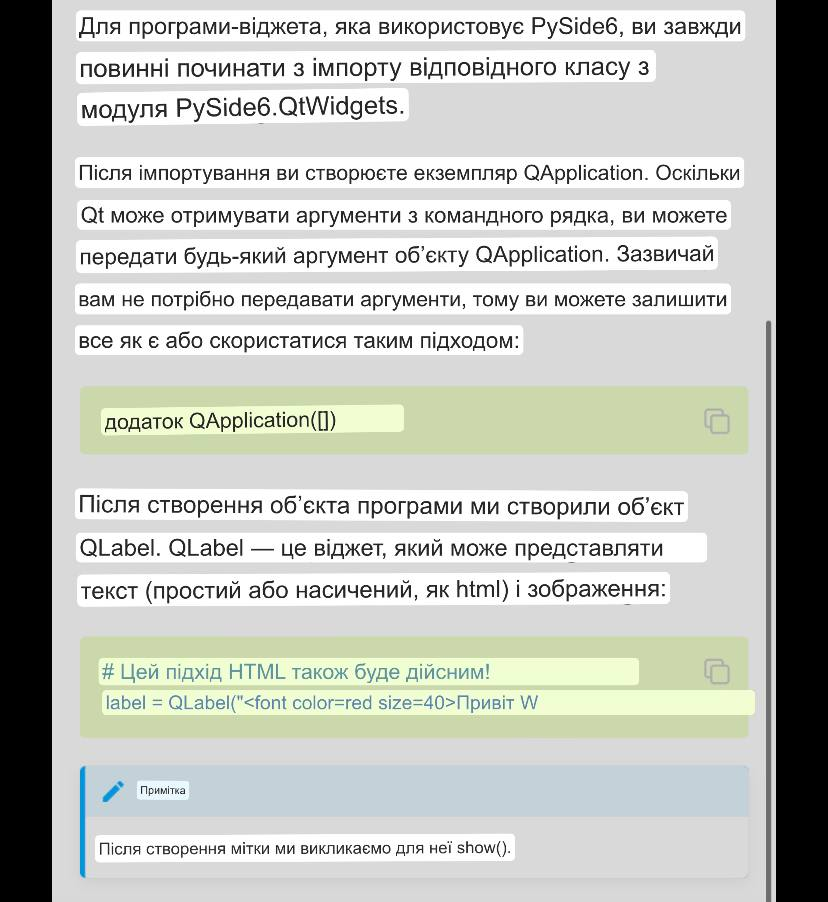 Для програми-віджета, яка використовує PySide6, ви завжди
повинні починати з імпорту відповідного класу з
модуля PySide6.QtWidgets.
Після імпортування ви створюєте екземпляр QApplication. Оскільки
Qt може отримувати аргументи з командного рядка, ви можете
передати будь-який аргумент об’єкту QApplication. Зазвичай
вам не потрібно передавати аргументи, тому ви можете залишити
все як є або скористатися таким підходом:
додаток QApplication([])
Після створення об’єкта програми ми створили об’єкт
QLabel. QLabel — це віджет, який може представляти
текст (простий або насичений, як html) і зображення:
# Цей підхід HTML також буде дійсним!
label = QLabel("<font color=red size=40>Привіт W
Примітка
Після створення мітки ми викликаємо для неї show().